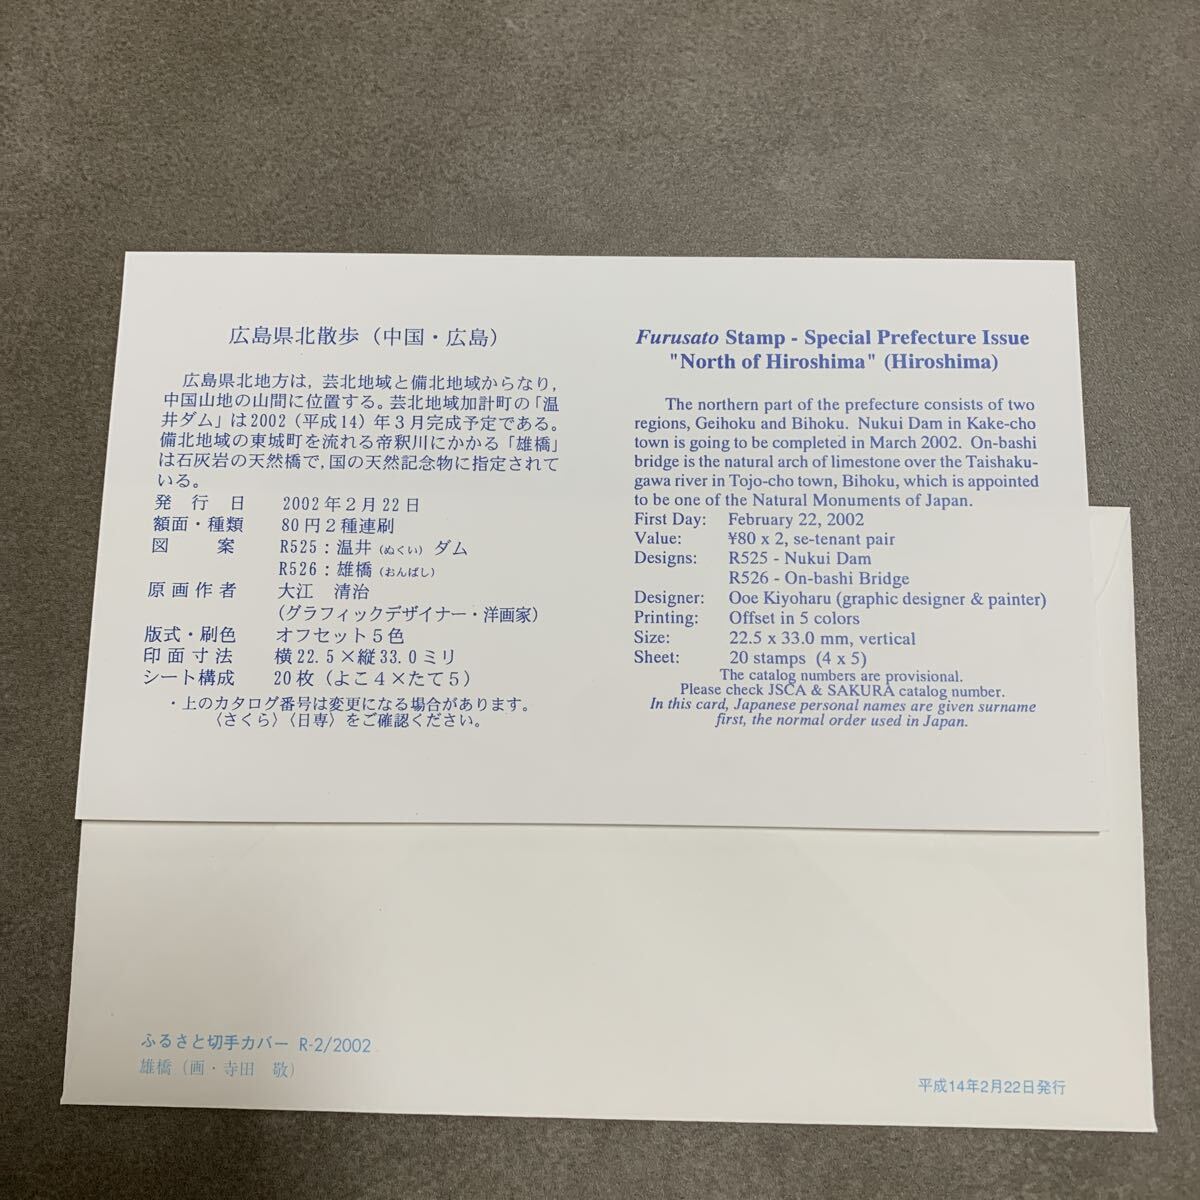 広島県北散歩（中国・広島）
広島県北地方は，芸北地域と備北地域からなり，
中国山地の山間に位置する。芸北地域加計町の「温
井ダム」は2002（平成14）年３月完成予定である。
備北地域の東城町を流れる帝釈川にかかる「雄橋」
は石灰岩の天然橋で，国の天然記念物に指定されて
いる。
発行日 2002年２月22日
額面・種類 80円２種連刷
図案 R525：温井（ぬくい）ダム
R526：雄橋（おんばし）
原画作者 大江　清治
（グラフィックデザイナー・洋画家）
版式・刷色 オフセット５色
印面寸法 横22.5×縦33.0ミリ
シート構成 20枚（よこ４×たて５）
・上のカタログ番号は変更になる場合があります。
〈さくら〉〈日専〉をご確認ください。
Furusato Stamp - Special Prefecture Issue
"North of Hiroshima" (Hiroshima)
The northern part of the prefecture consists of two
regions, Geihoku and Bihoku. Nukui Dam in Kake-cho
town is going to be completed in March 2002. On-bashi
bridge is the natural arch of limestone over the Taishaku-
gawa river in Tojo-cho town, Bihoku, which is appointed
to be one of the Natural Monuments of Japan.
First Day: February 22, 2002
Value: ¥80 x 2, se-tenant pair
Designs: R525 - Nukui Dam
R526 - On-bashi Bridge
Designer: Ooe Kiyoharu (graphic designer & painter)
Printing: Offset in 5 colors
Size: 22.5 x 33.0 mm, vertical
Sheet: 20 stamps (4 x 5)
The catalog numbers are provisional.
Please check JSCA & SAKURA catalog number.
In this card, Japanese personal names are given surname
first, the normal order used in Japan.
ふるさと切手カバー R-2/2002
雄橋（画・寺田　敬）
平成14年2月22日発行